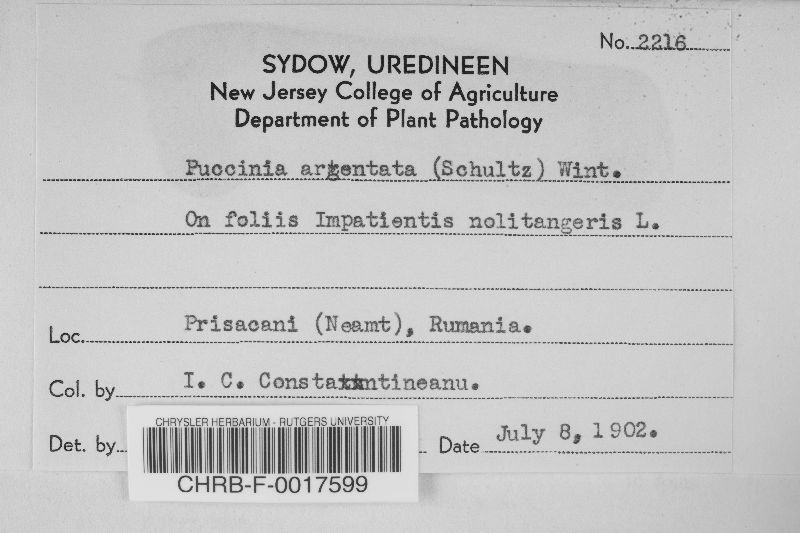 No. 2216
SYDOW, UREDINEEN
New Jersey College of Agriculture
Department of Plant Pathology
Puccinia argentata (Schultz) Wint.
On foliis Impatientis nolitangeris L.
Loc. Prisacani (Neamt), Rumania.
Col. by I. C. Constantineanu.
Det. by Date July 8, 1902.
CHRYSLER HERBARIUM - RUTGERS UNIVERSITY
CHRB-F-0017599